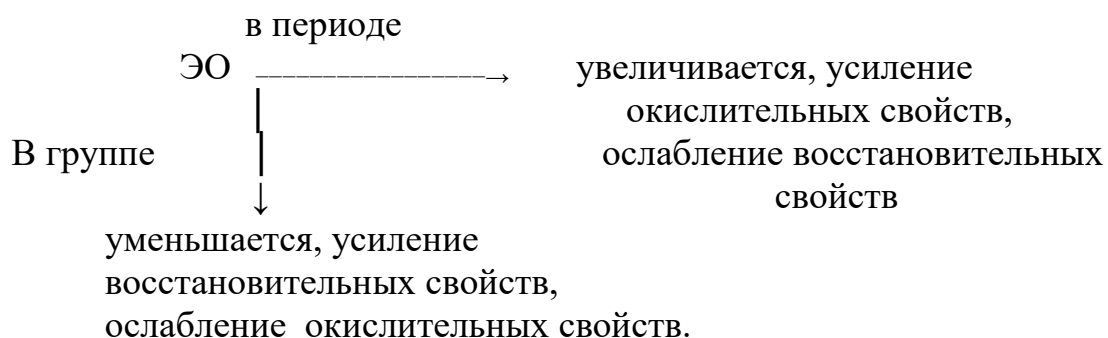 в периоде
ЭО увеличивается, усиление
окислительных свойств,
В группе ослабление восстановительных
свойств
уменьшается, усиление
восстановительных свойств,
ослабление окислительных свойств.